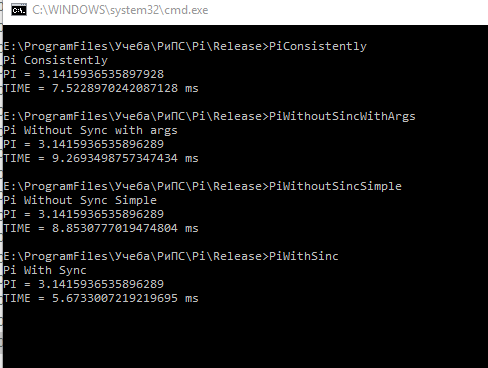 C:\WINDOWS\system32\cmd.exe
E:\ProgramFiles\Учеба\РиПС\Pi\Release>PiConsistently
Pi Consistently
PI = 3.1415936535897928
TIME = 7.5228970242087128 ms
E:\ProgramFiles\Учеба\РиПС\Pi\Release>PiWithoutSincWithArgs
Pi Without Sync with args
PI = 3.1415936535896289
TIME = 9.2693498757347434 ms
E:\ProgramFiles\Учеба\РиПС\Pi\Release>PiWithoutSincSimple
Pi Without Sync Simple
PI = 3.1415936535896289
TIME = 8.8530777019474804 ms
E:\ProgramFiles\Учеба\РиПС\Pi\Release>PiWithSinc
Pi With Sync
PI = 3.1415936535896289
TIME = 5.6733007219219695 ms